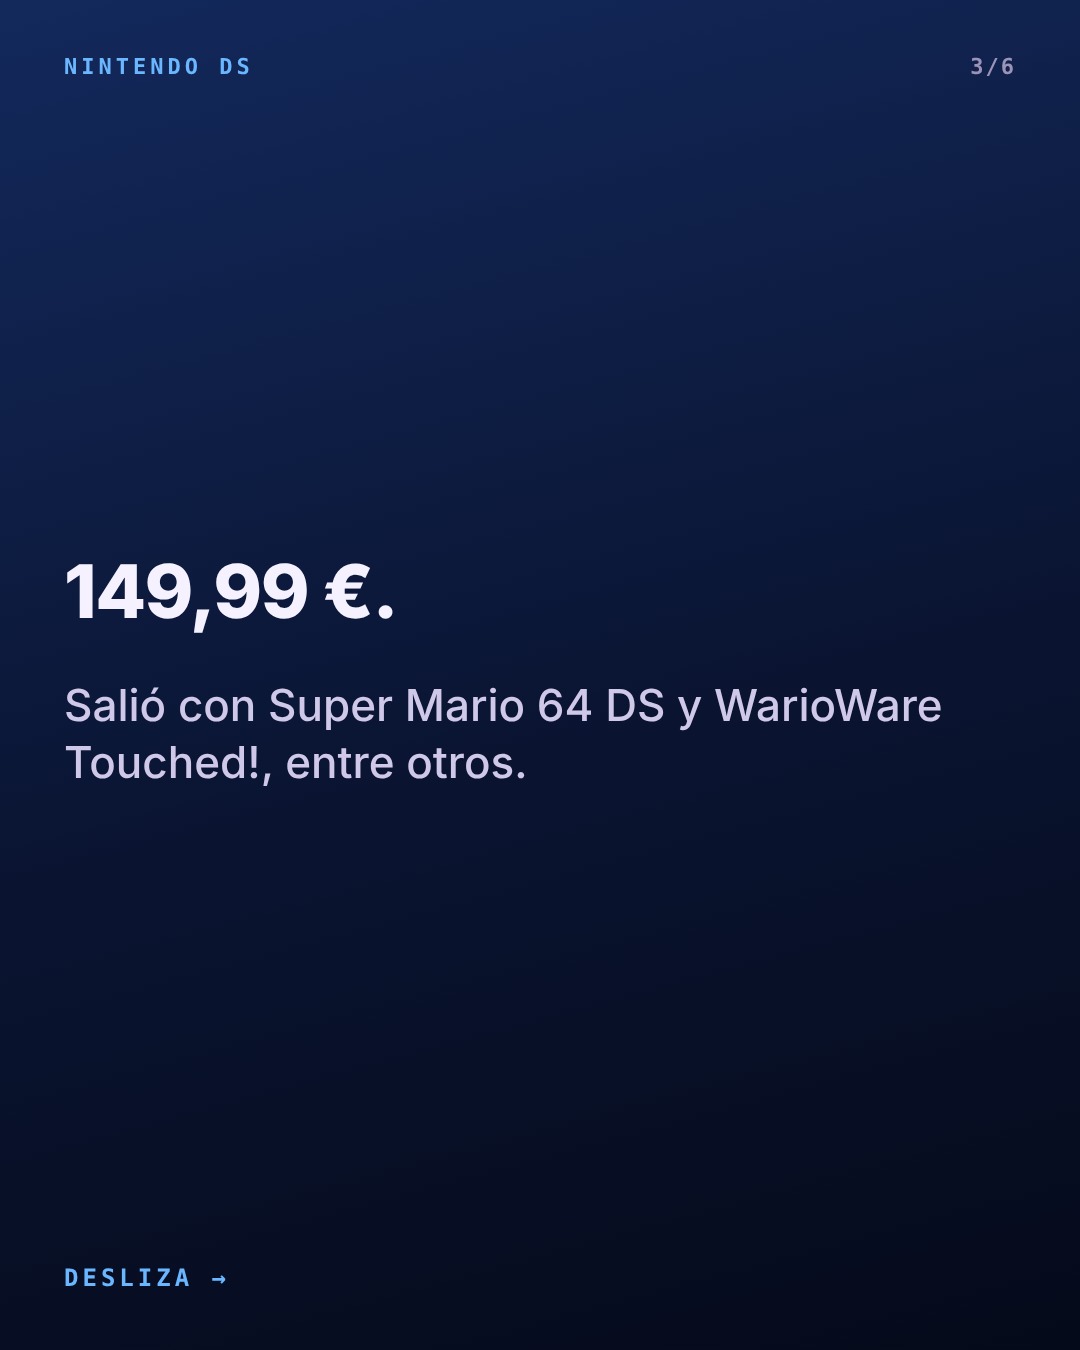 NINTENDO DS
3/6
149,99 €.
Salió con Super Mario 64 DS y WarioWare
Touched!, entre otros.
DESLIZA →